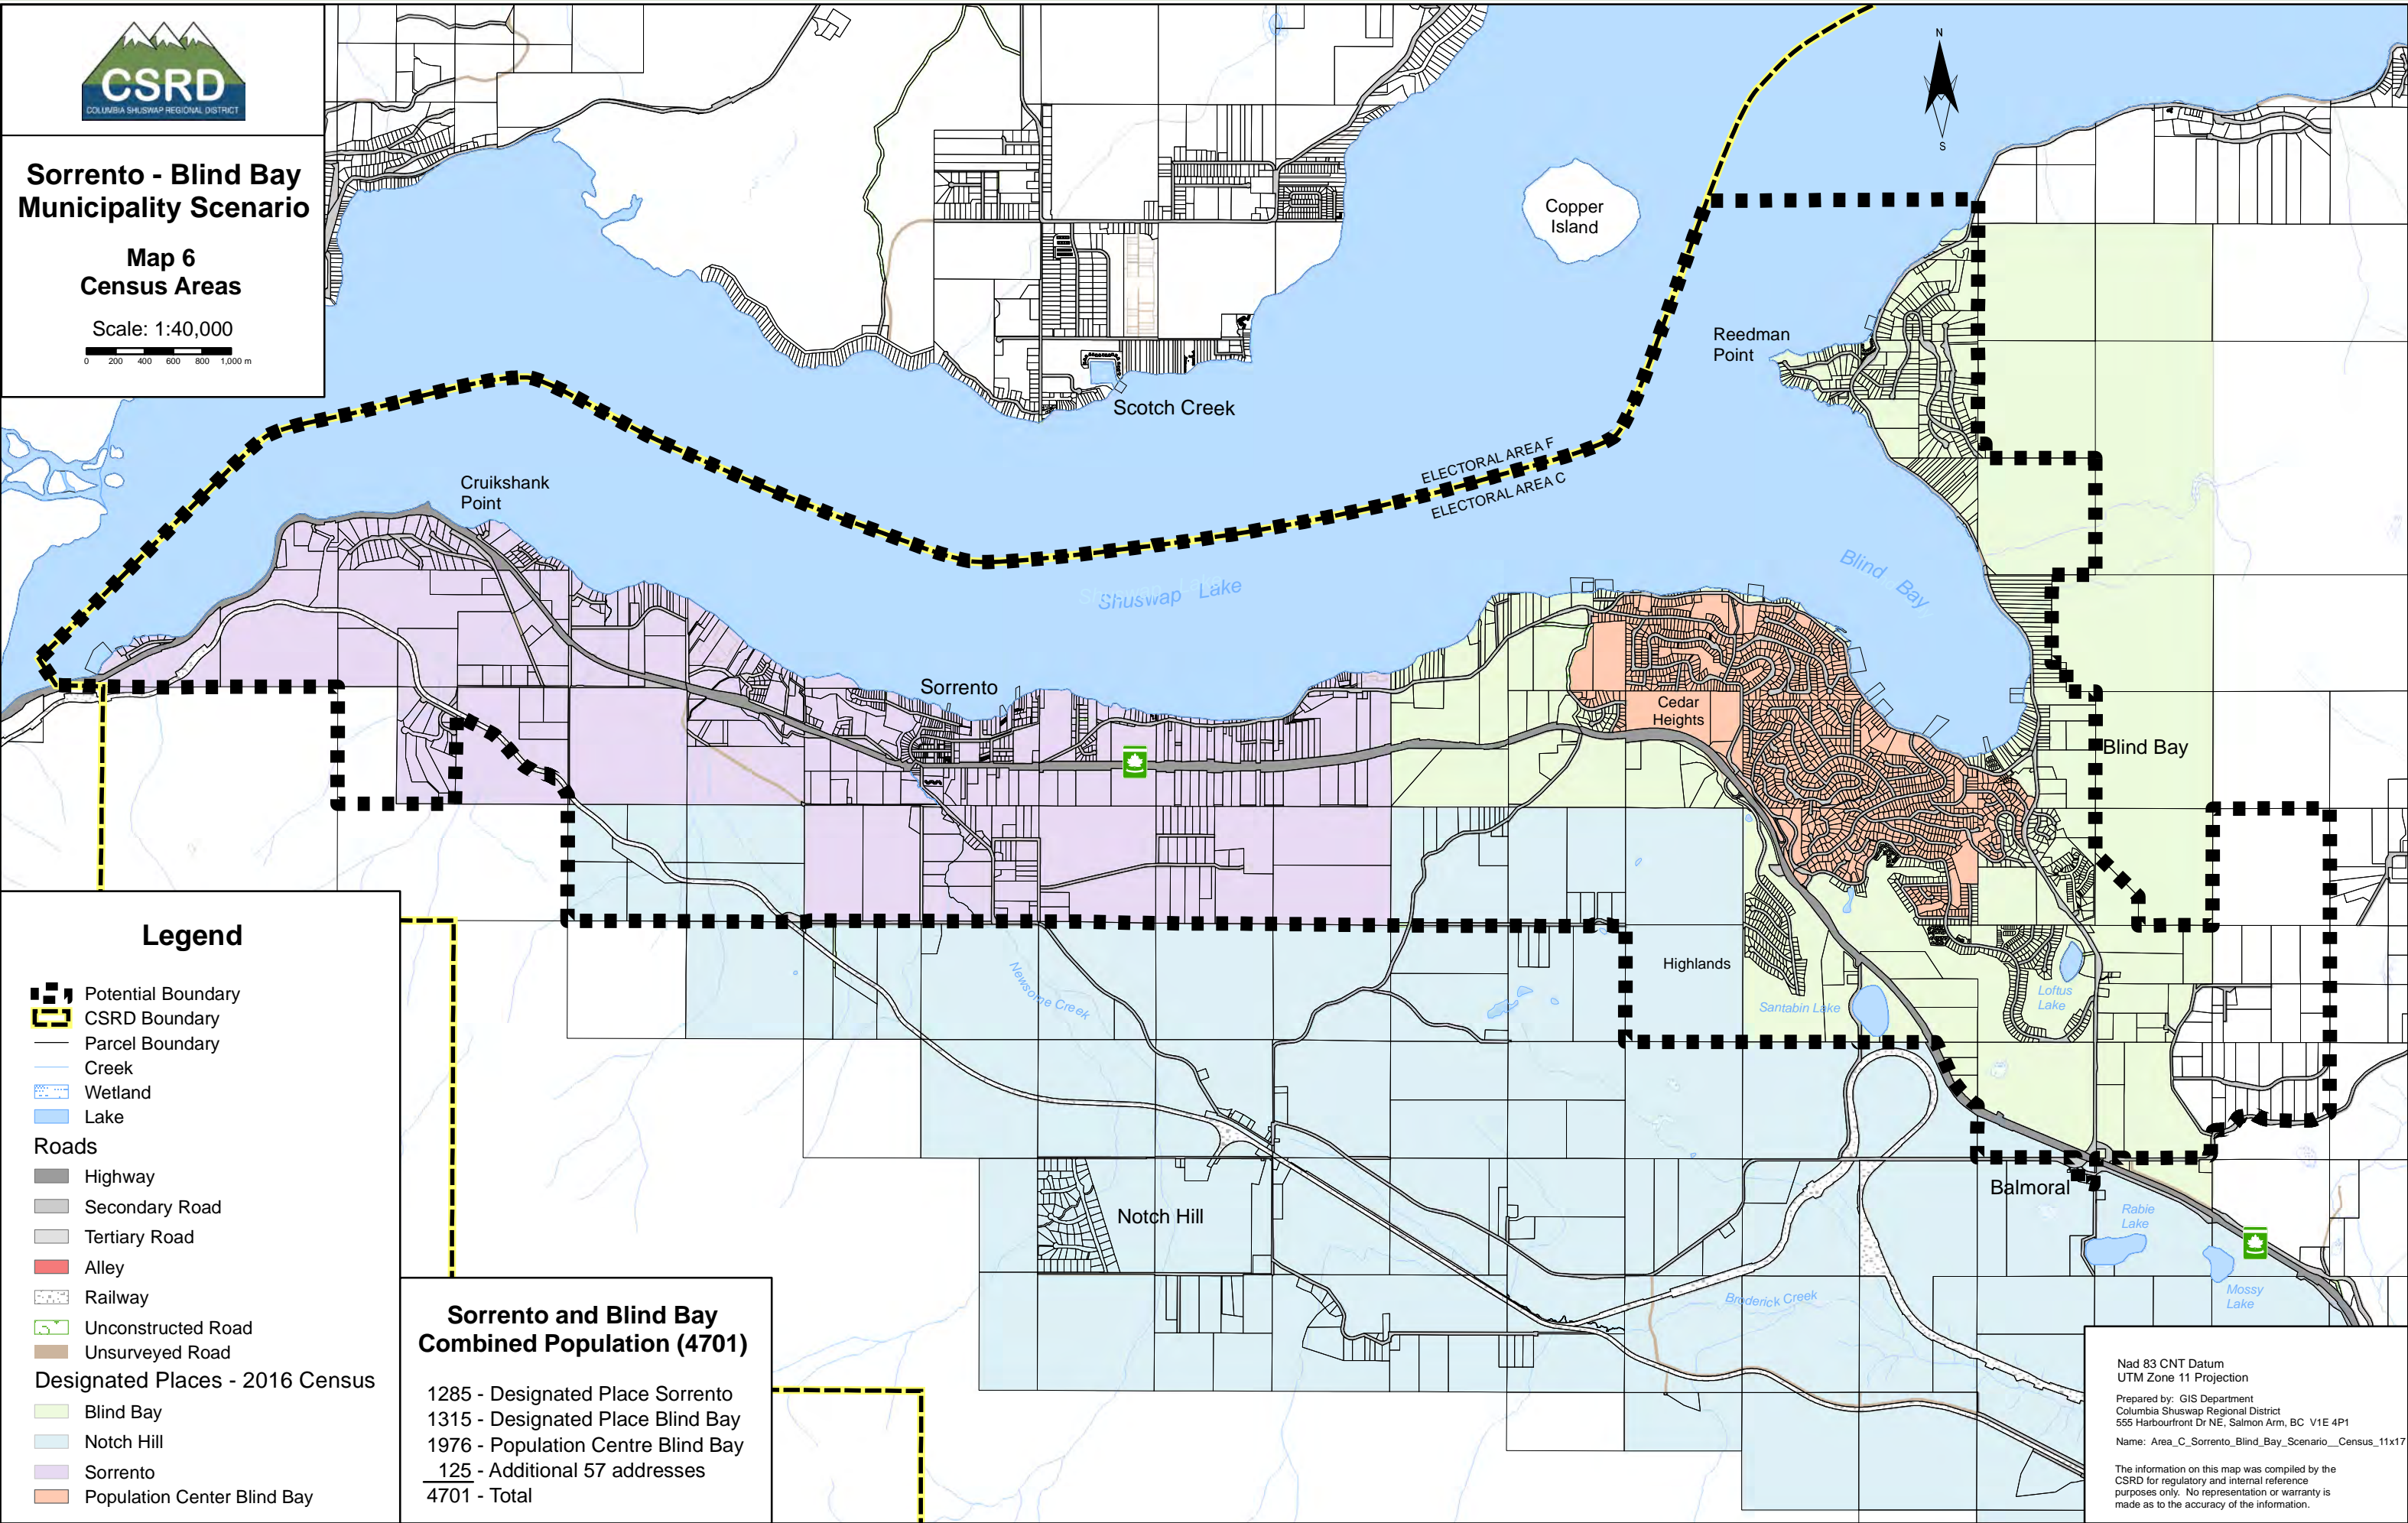 CSRD
COLUMBIA SHUSWAP REGIONAL DISTRICT
Sorrento - Blind Bay
Municipality Scenario
Map 6
Census Areas
Scale: 1:40,000
0 200 400 600 800 1,000 m
N
S
Copper
Island
Reedman
Point
Scotch Creek
ELECTORAL AREA F
ELECTORAL AREA C
Cruikshank
Point
Shuswap Lake
Blind Bay
Sorrento
Cedar
Heights
Blind Bay
Highlands
Newsome Creek
Santabin Lake
Loftus
Lake
Balmoral
Notch Hill
Rabie
Lake
Broderick Creek
Mossy
Lake
Legend
Potential Boundary
CSRD Boundary
Parcel Boundary
Creek
Wetland
Lake
Roads
Highway
Secondary Road
Tertiary Road
Alley
Railway
Unconstructed Road
Unsurveyed Road
Designated Places - 2016 Census
Blind Bay
Notch Hill
Sorrento
Population Center Blind Bay
Sorrento and Blind Bay
Combined Population (4701)
1285 - Designated Place Sorrento
1315 - Designated Place Blind Bay
1976 - Population Centre Blind Bay
125 - Additional 57 addresses
4701 - Total
Nad 83 CNT Datum
UTM Zone 11 Projection
Prepared by: GIS Department
Columbia Shuswap Regional District
555 Harbourfront Dr NE, Salmon Arm, BC V1E 4P1
Name: Area_C_Sorrento_Blind_Bay_Scenario__Census_11x17
The information on this map was compiled by the
CSRD for regulatory and internal reference
purposes only. No representation or warranty is
made as to the accuracy of the information.